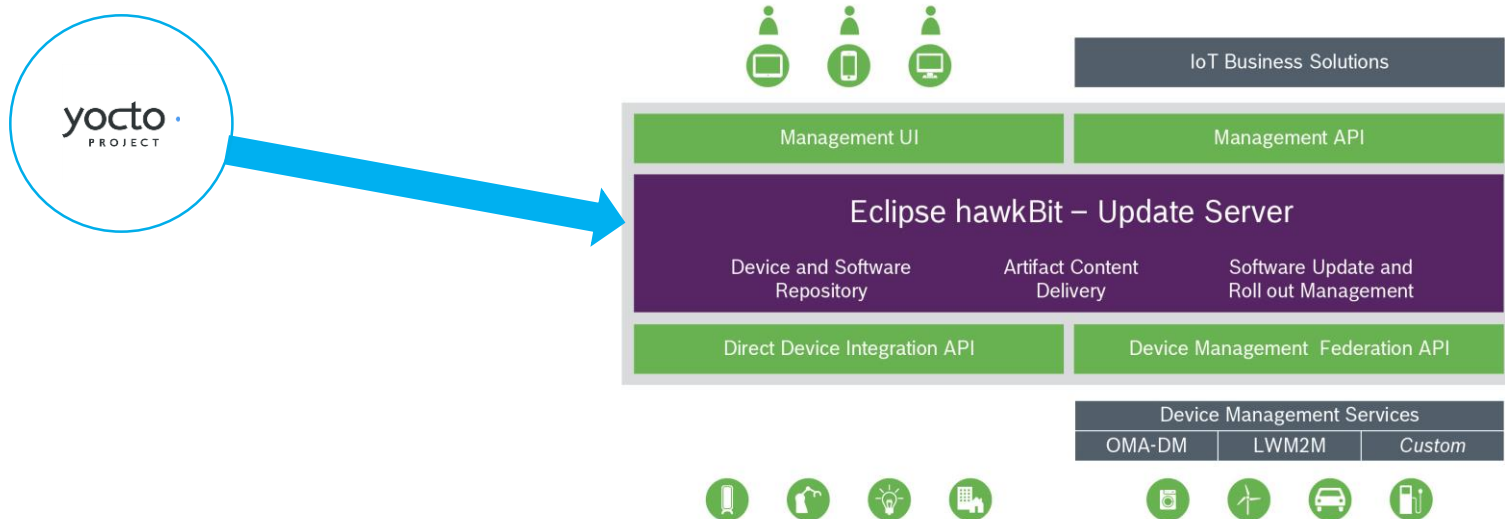 yocto
PROJECT
IoT Business Solutions
Management UI
Management API
Eclipse hawkBit – Update Server
Device and Software
Repository
Artifact Content
Delivery
Software Update and
Roll out Management
Direct Device Integration API
Device Management Federation API
Device Management Services
OMA-DM
LWM2M
Custom